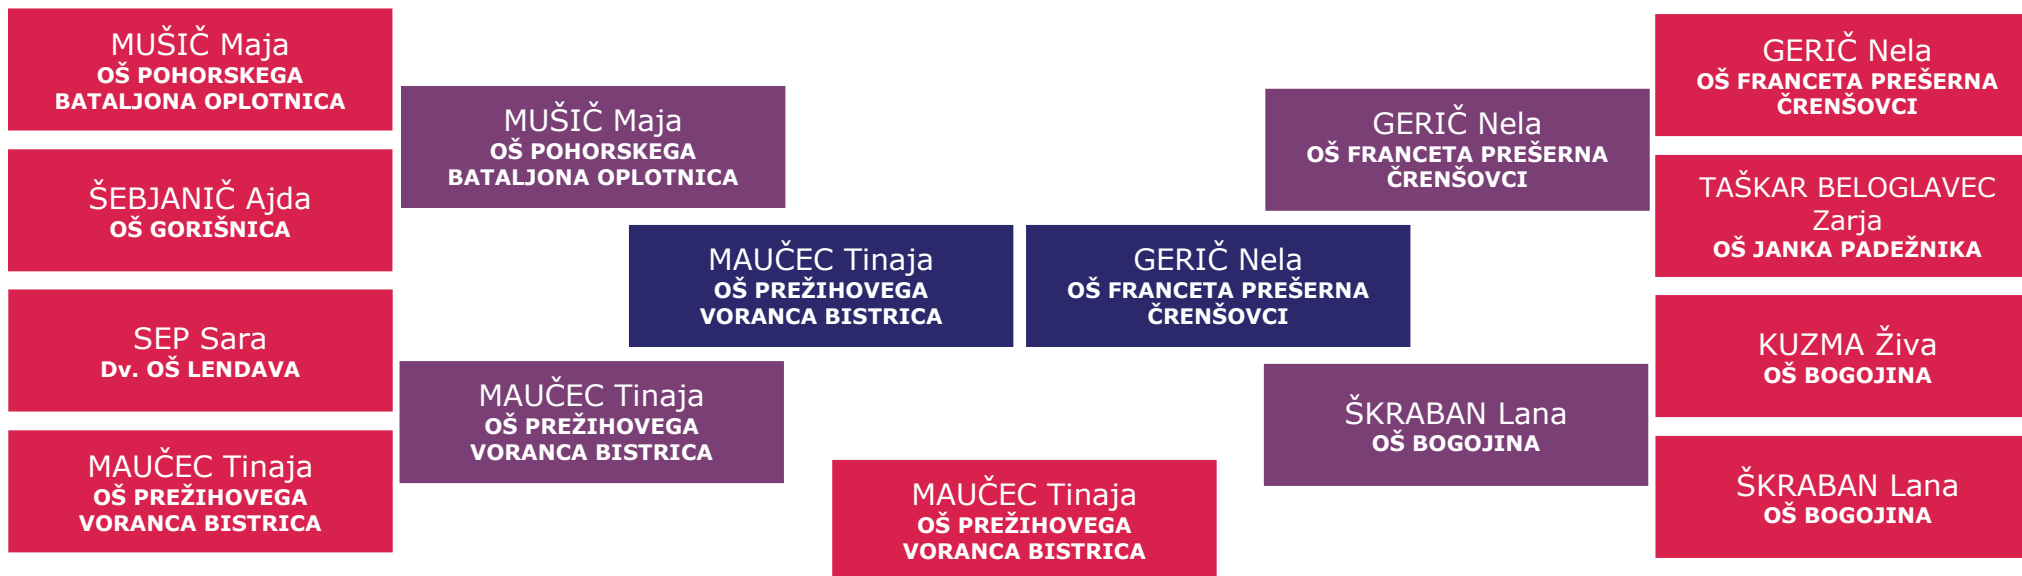 MUŠIČ Maja
OŠ POHORSKEGA
BATALJONA OPLOTNICA
ŠEBJANIČ Ajda
OŠ GORIŠNICA
SEP Sara
Dv. OŠ LENDAVA
MAUČEC Tinaja
OŠ PREŽIHOVEGA
VORANCA BISTRICA
MUŠIČ Maja
OŠ POHORSKEGA
BATALJONA OPLOTNICA
MAUČEC Tinaja
OŠ PREŽIHOVEGA
VORANCA BISTRICA
MAUČEC Tinaja
OŠ PREŽIHOVEGA
VORANCA BISTRICA
GERIČ Nela
OŠ FRANCETA PREŠERNA
ČRENŠOVCI
MAUČEC Tinaja
OŠ PREŽIHOVEGA
VORANCA BISTRICA
GERIČ Nela
OŠ FRANCETA PREŠERNA
ČRENŠOVCI
ŠKRABAN Lana
OŠ BOGOJINA
GERIČ Nela
OŠ FRANCETA PREŠERNA
ČRENŠOVCI
TAŠKAR BELOGLAVEC
Zarja
OŠ JANKA PADEŽNIKA
KUZMA Živa
OŠ BOGOJINA
ŠKRABAN Lana
OŠ BOGOJINA